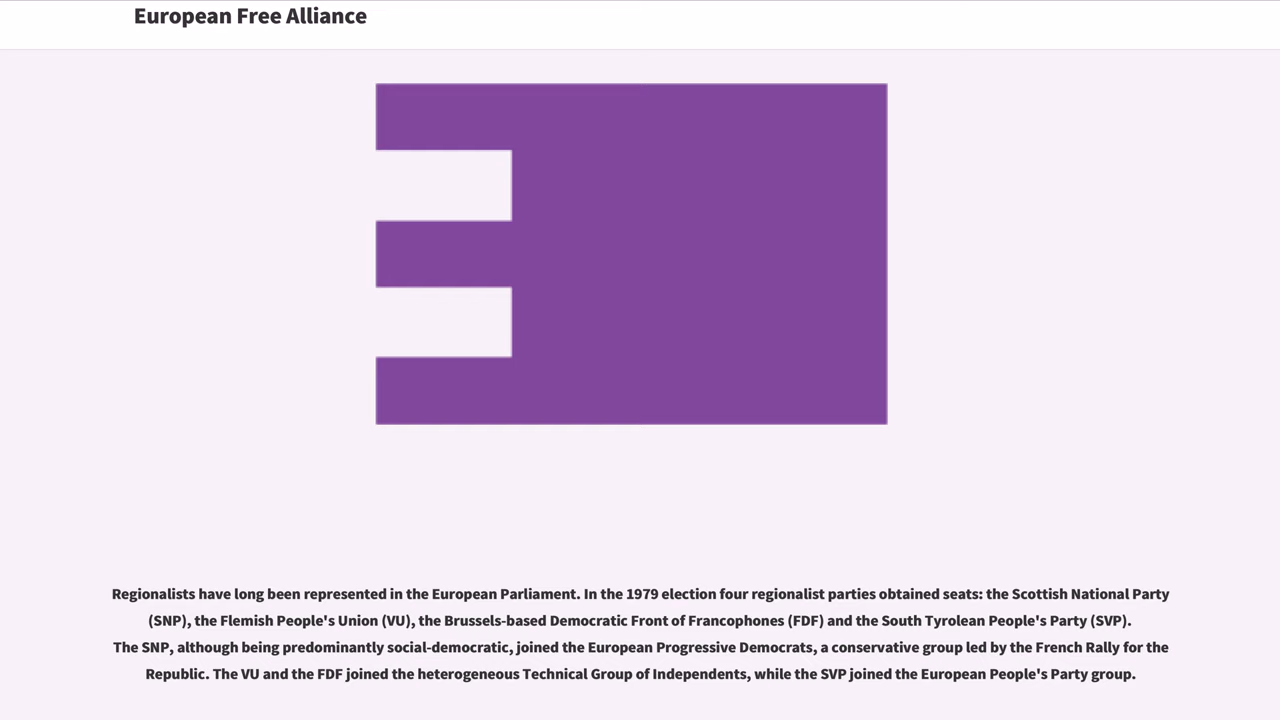 European Free Alliance
Regionalists have long been represented in the European Parliament. In the 1979 election four regionalist parties obtained seats: the Scottish National Party
(SNP), the Flemish People's Union (VU), the Brussels-based Democratic Front of Francophones (FDF) and the South Tyrolean People's Party (SVP).
The SNP, although being predominantly social-democratic, joined the European Progressive Democrats, a conservative group led by the French Rally for the
Republic. The VU and the FDF joined the heterogeneous Technical Group of Independents, while the SVP joined the European People's Party group.